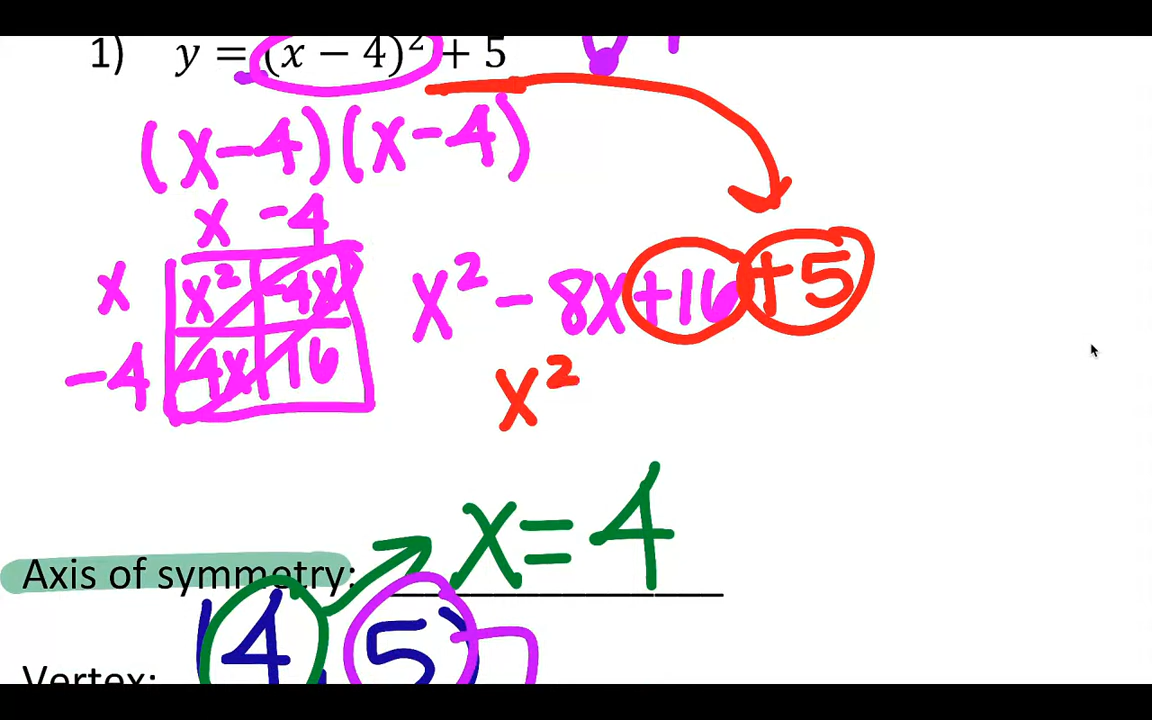 1) y = (x − 4)² + 5
(x-4)(x-4)
x -4
x x² -4x x² - 8x +16 +5
-4 -4x 16
x²
x = 4
Axis of symmetry:
Vertex: (4, 5)